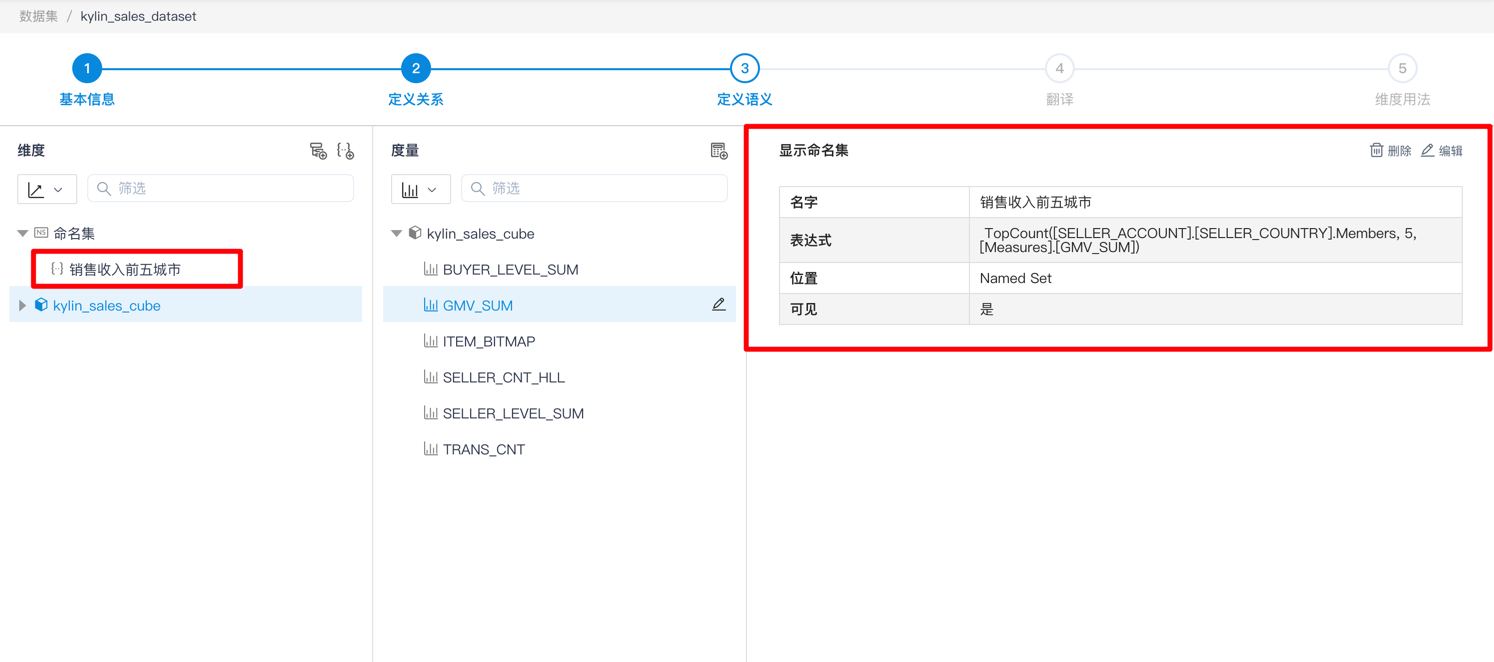 数据集 / kylin_sales_dataset
1 2 3 4 5
基本信息 定义关系 定义语义 翻译 维度用法
维度
筛选
NS 命名集
{··} 销售收入前五城市
kylin_sales_cube
度量
筛选
kylin_sales_cube
BUYER_LEVEL_SUM
GMV_SUM
ITEM_BITMAP
SELLER_CNT_HLL
SELLER_LEVEL_SUM
TRANS_CNT
显示命名集 删除 编辑
名字 销售收入前五城市
表达式 TopCount([SELLER_ACCOUNT].[SELLER_COUNTRY].Members, 5,
[Measures].[GMV_SUM])
位置 Named Set
可见 是